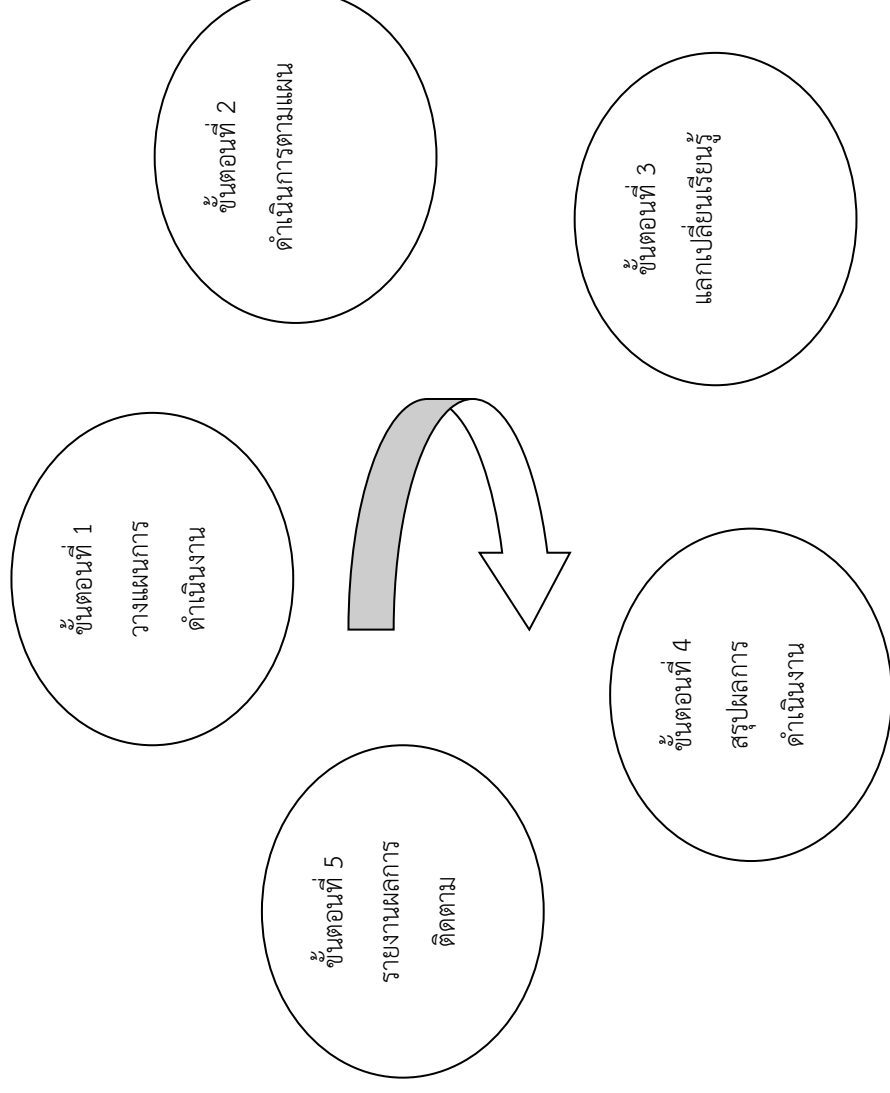 ขั้นตอนที่ 1
วางแผนการ
ดำเนินงาน
ขั้นตอนที่ 2
ดำเนินการตามแผน
ขั้นตอนที่ 3
แลกเปลี่ยนเรียนรู้
ขั้นตอนที่ 4
สรุปผลการ
ดำเนินงาน
ขั้นตอนที่ 5
รายงานผลการ
ติดตาม